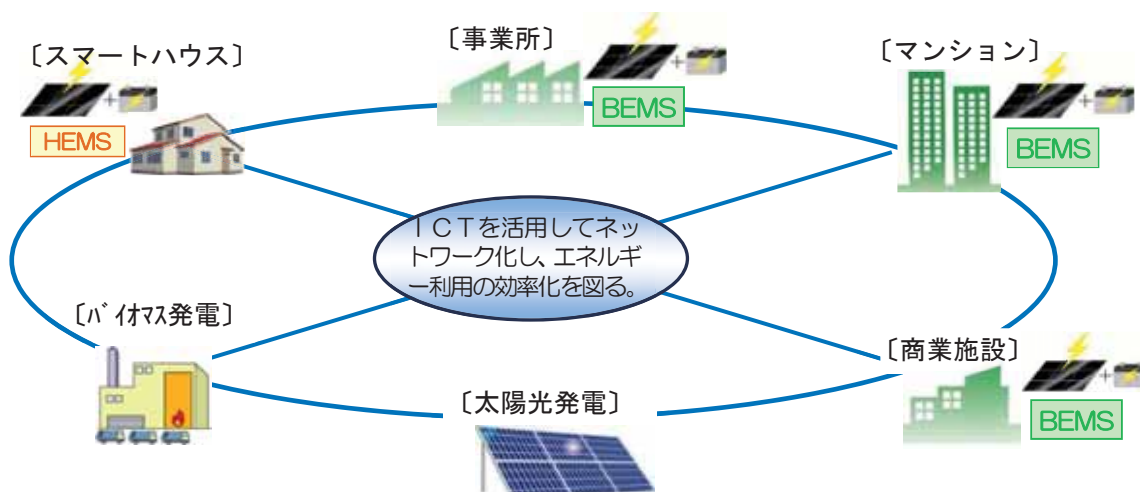 〔スマートハウス〕
HEMS
〔事業所〕
BEMS
〔マンション〕
BEMS
ICTを活用してネッ
トワーク化し、エネルギ
ー利用の効率化を図る。
〔ﾊﾞｲｵﾏｽ発電〕
〔太陽光発電〕
〔商業施設〕
BEMS